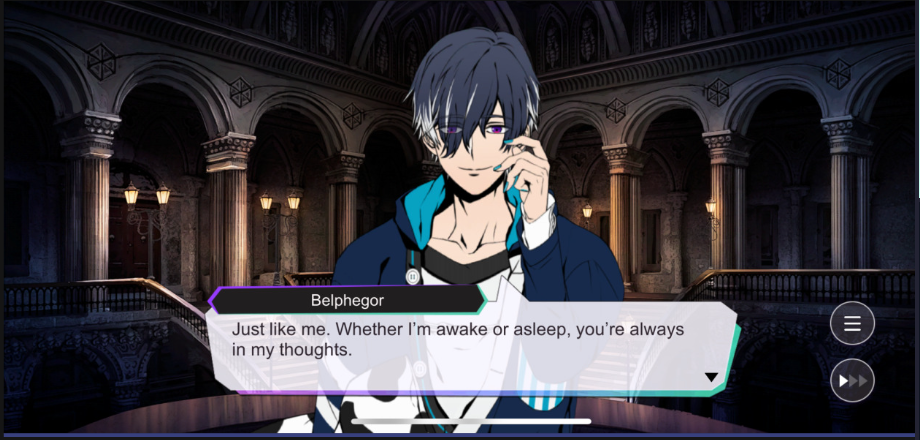 Belphegor
Just like me. Whether I'm awake or asleep, you're always
in my thoughts.